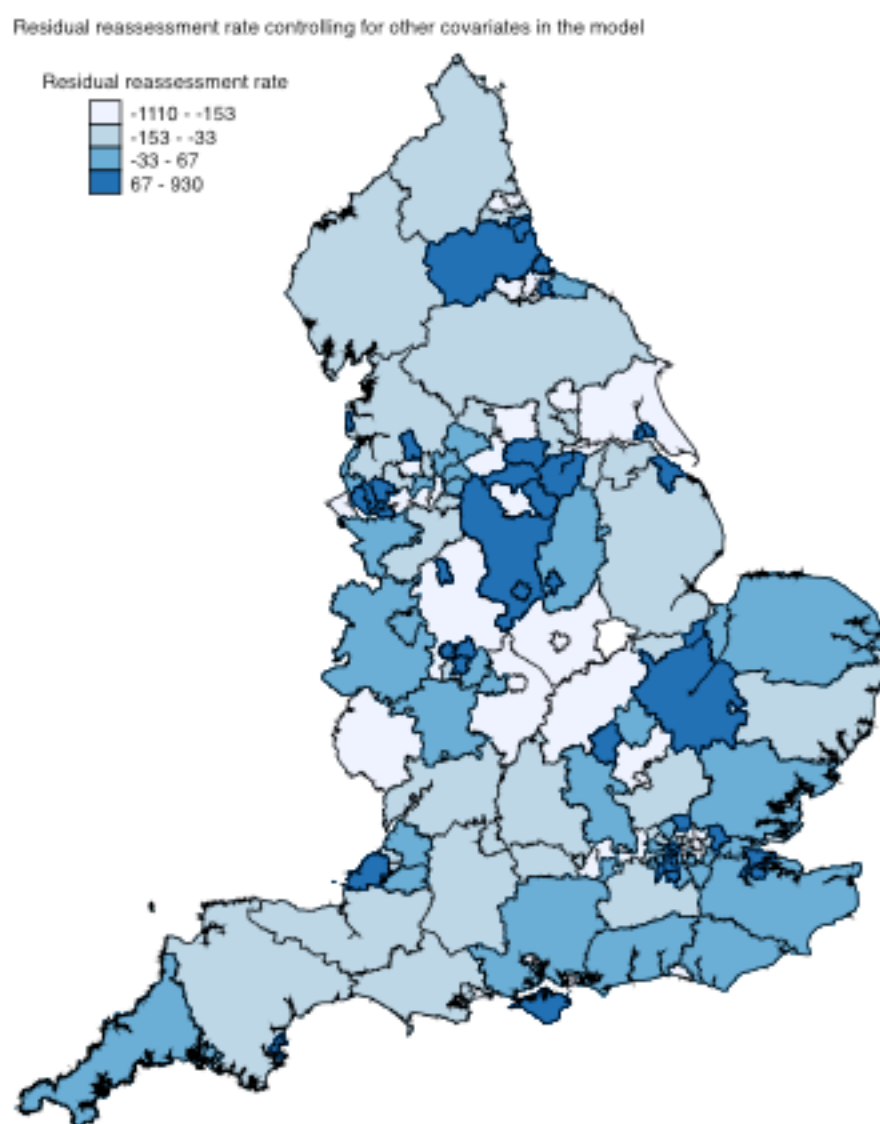 Residual reassessment rate controlling for other covariates in the model
Residual reassessment rate
-1110 - -153
-153 - -33
-33 - 67
67 - 930